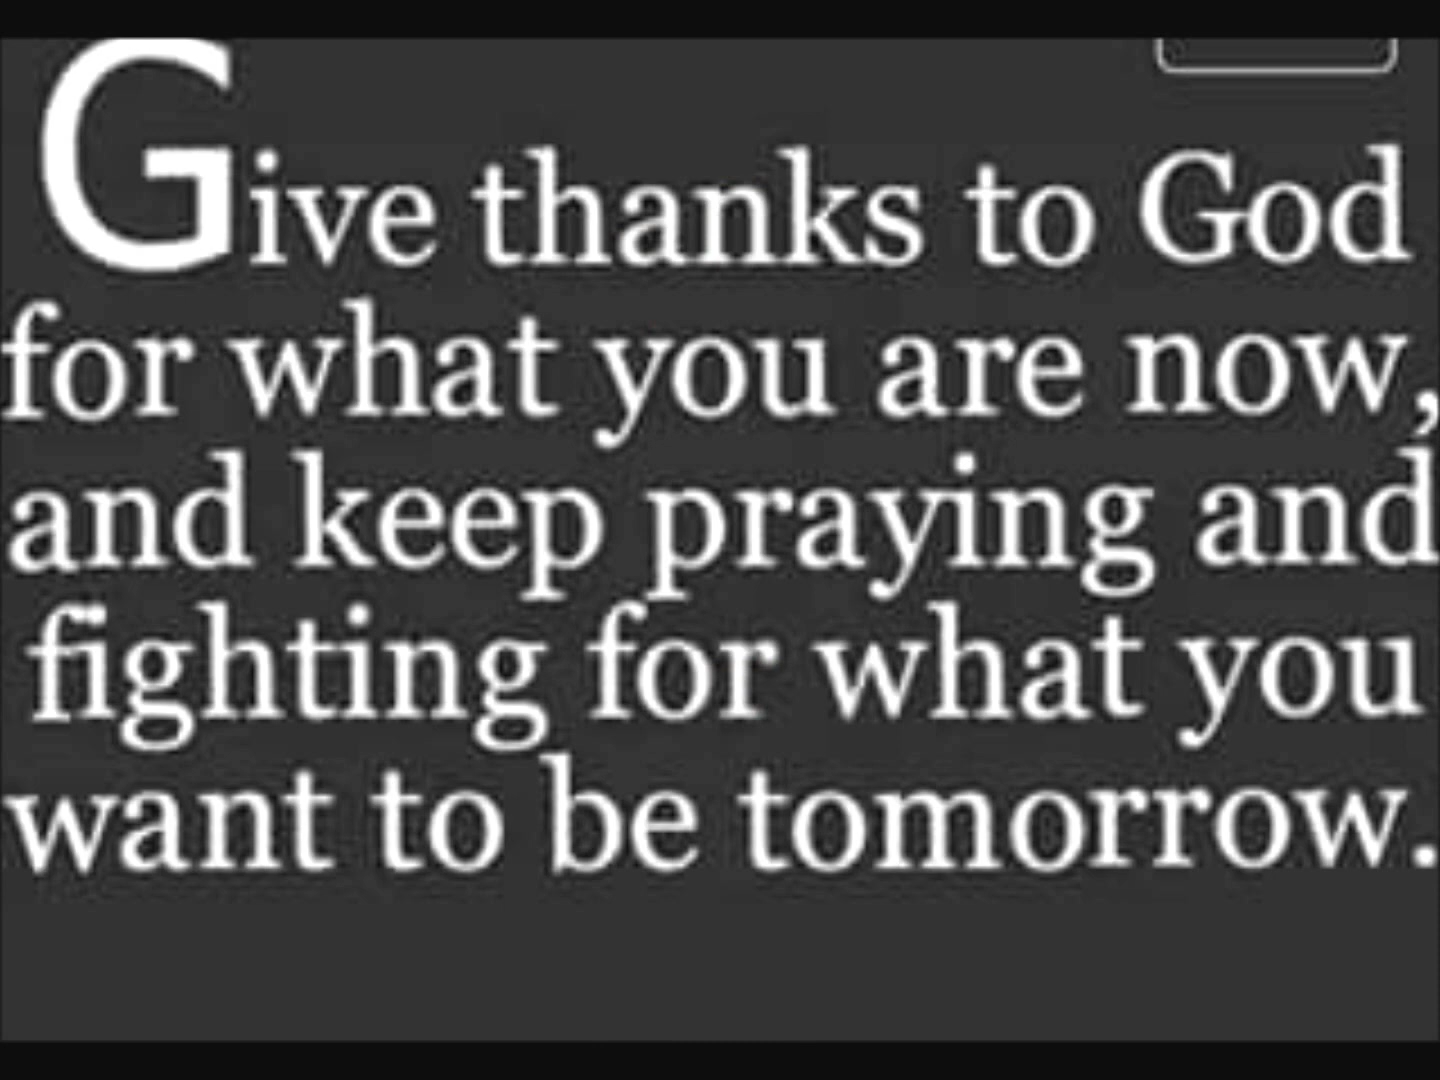 Give thanks to God
for what you are now,
and keep praying and
fighting for what you
want to be tomorrow.